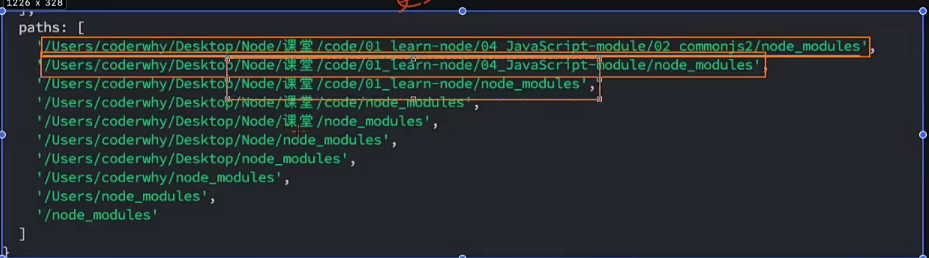 1226 x 328
},
paths: [
'/Users/coderwhy/Desktop/Node/课堂/code/01_learn-node/04_JavaScript-module/02_commonjs2/node_modules',
'/Users/coderwhy/Desktop/Node/课堂/code/01_learn-node/04_JavaScript-module/node_modules',
'/Users/coderwhy/Desktop/Node/课堂/code/01_learn-node/node_modules',
'/Users/coderwhy/Desktop/Node/课堂/code/node_modules',
'/Users/coderwhy/Desktop/Node/课堂/node_modules',
'/Users/coderwhy/Desktop/Node/node_modules',
'/Users/coderwhy/Desktop/node_modules',
'/Users/coderwhy/node_modules',
'/Users/node_modules',
'/node_modules'
]
}